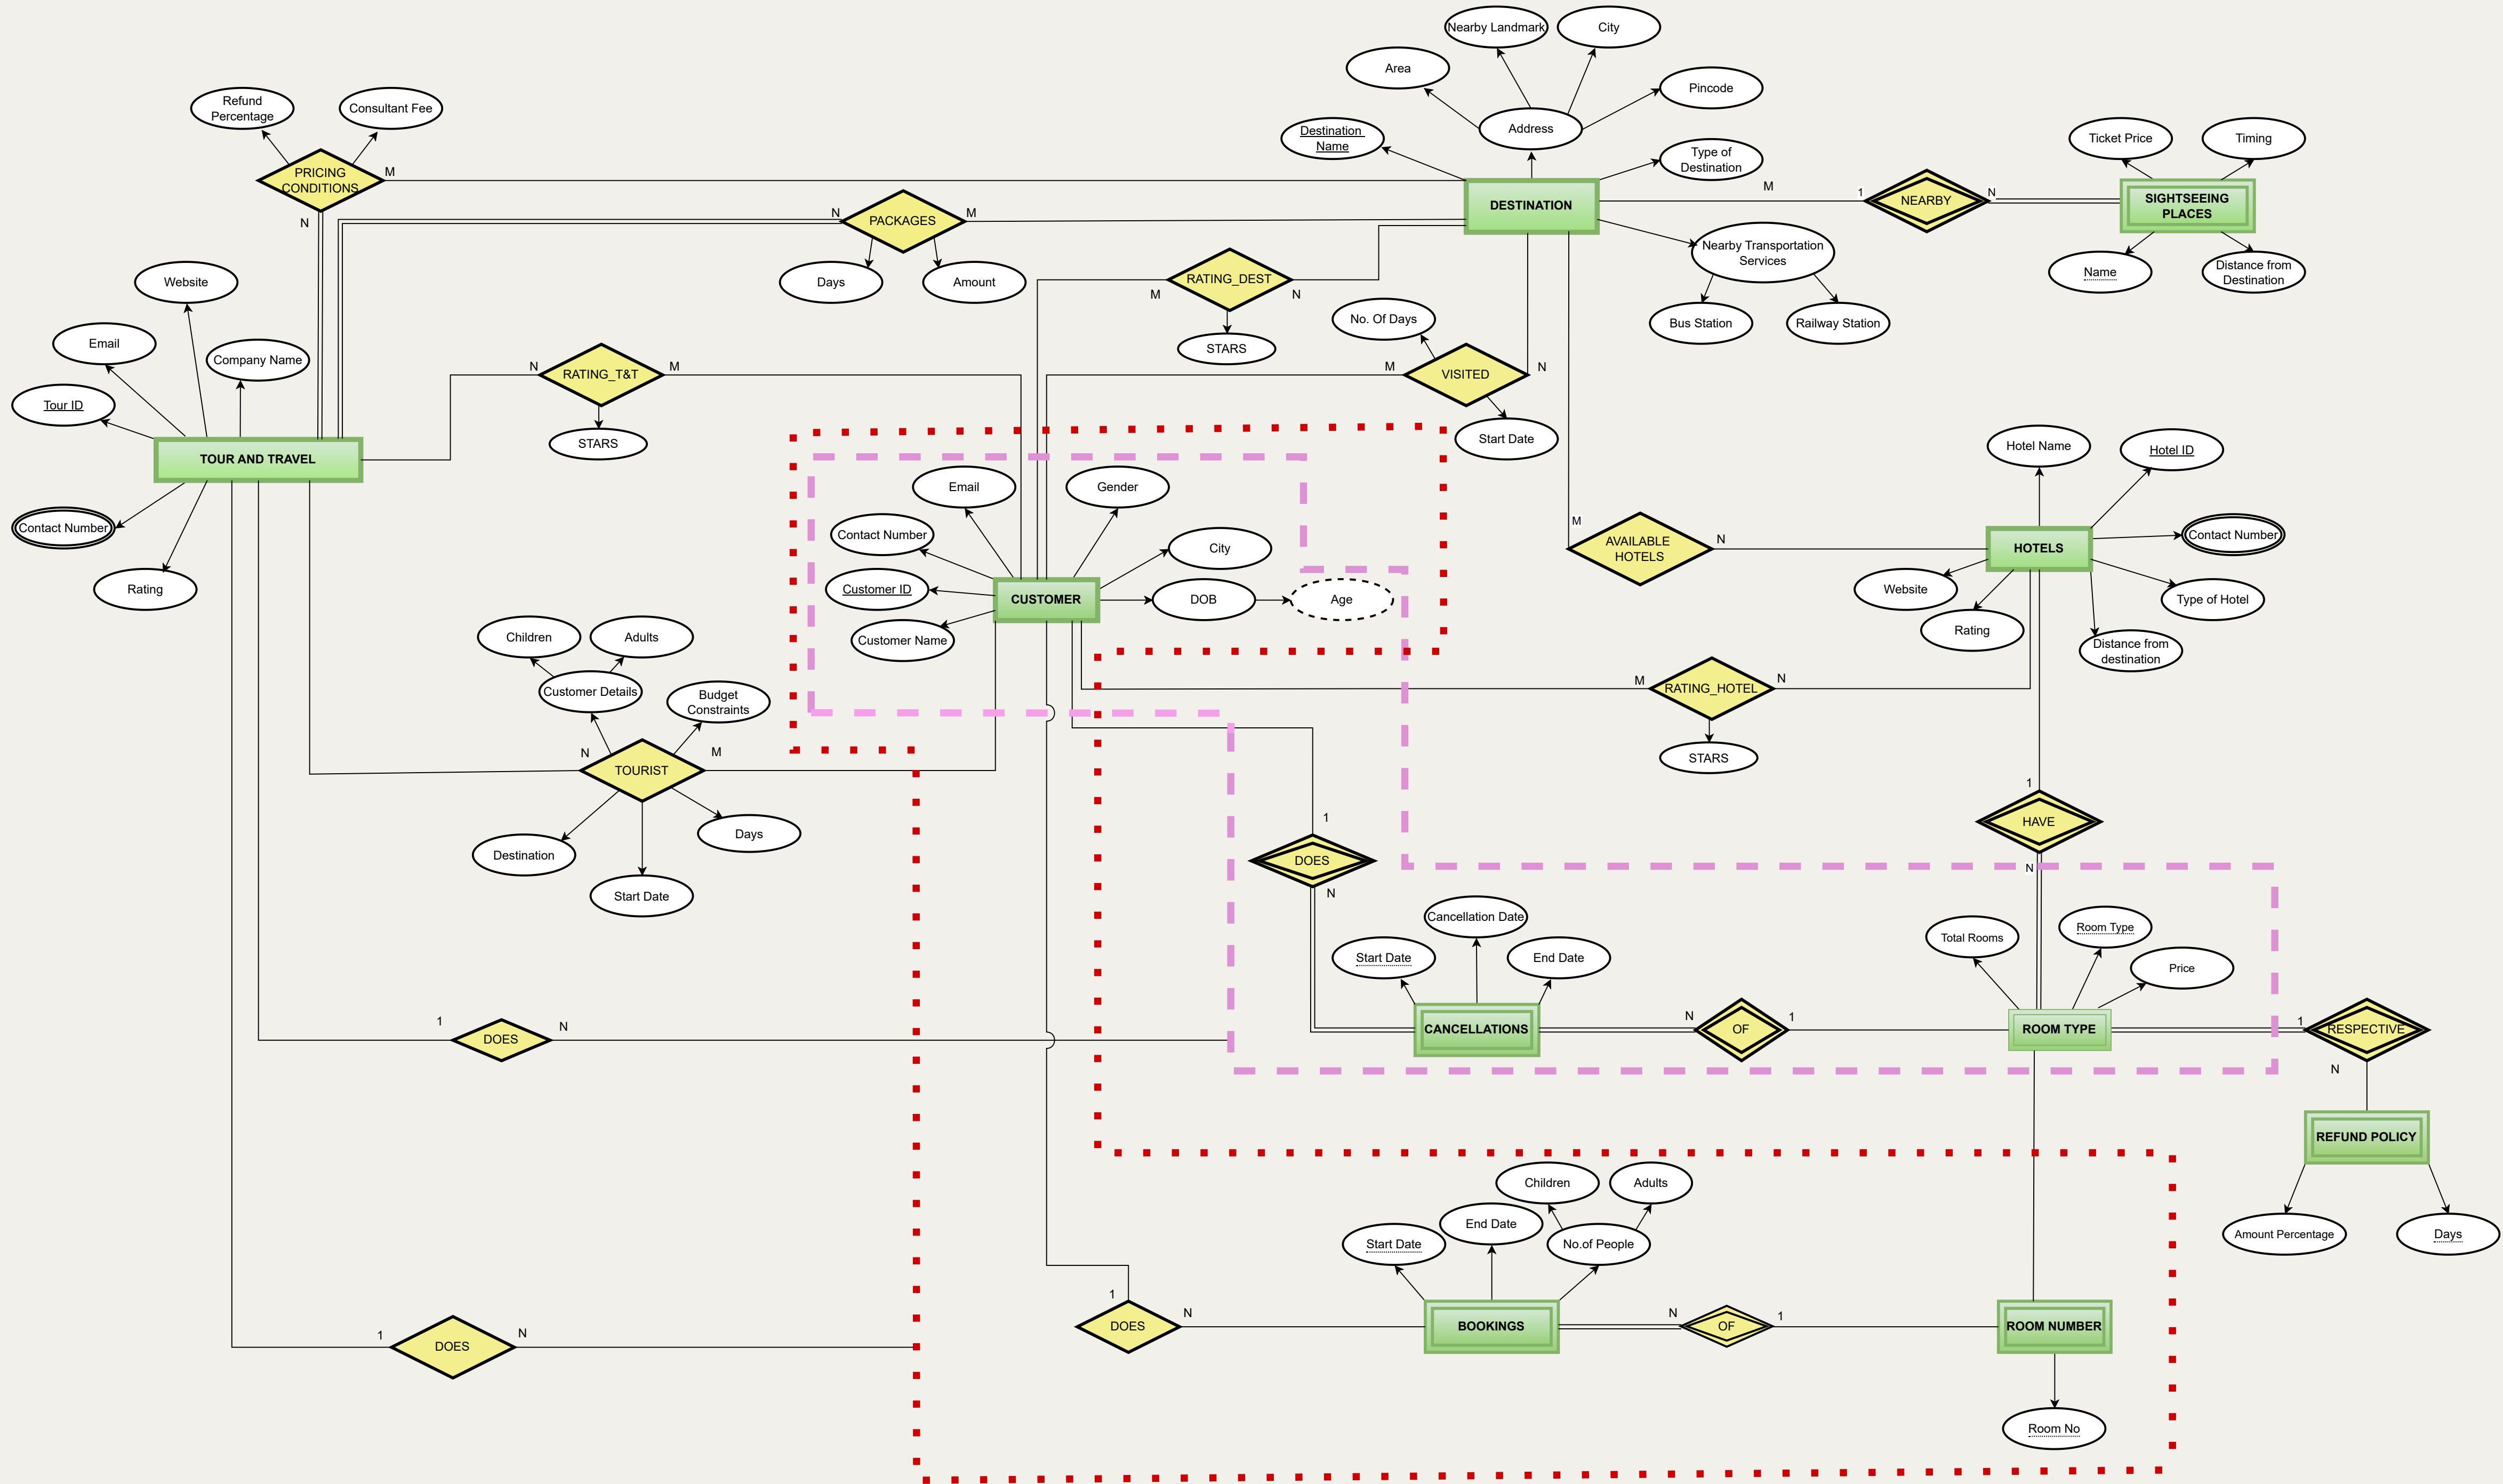 Nearby Landmark
City
Area
Pincode
Refund
Percentage
Consultant Fee
Address
Destination
Name
Type of
Destination
Ticket Price
Timing
PRICING
CONDITIONS
M
N
PACKAGES
N
M
Days
Amount
DESTINATION
M
1
NEARBY
N
SIGHTSEEING
PLACES
Name
Distance from
Destination
Nearby Transportation
Services
Bus Station
Railway Station
RATING_DEST
M
N
STARS
No. Of Days
VISITED
M
N
Start Date
Website
Email
Company Name
Tour ID
TOUR AND TRAVEL
Contact Number
Rating
N
RATING_T&T
M
STARS
Email
Gender
Contact Number
City
Customer ID
CUSTOMER
DOB
Age
Customer Name
M
AVAILABLE
HOTELS
N
Hotel Name
Hotel ID
HOTELS
Contact Number
Website
Type of Hotel
Rating
Distance from
destination
Children
Adults
Customer Details
Budget
Constraints
N
TOURIST
M
Destination
Days
Start Date
M
RATING_HOTEL
N
STARS
1
HAVE
N
1
DOES
N
Cancellation Date
Start Date
End Date
CANCELLATIONS
N
OF
1
Total Rooms
Room Type
Price
ROOM TYPE
1
RESPECTIVE
N
REFUND POLICY
Amount Percentage
Days
1
DOES
N
Children
Adults
Start Date
End Date
No.of People
1
DOES
N
BOOKINGS
N
OF
1
ROOM NUMBER
Room No
1
DOES
N